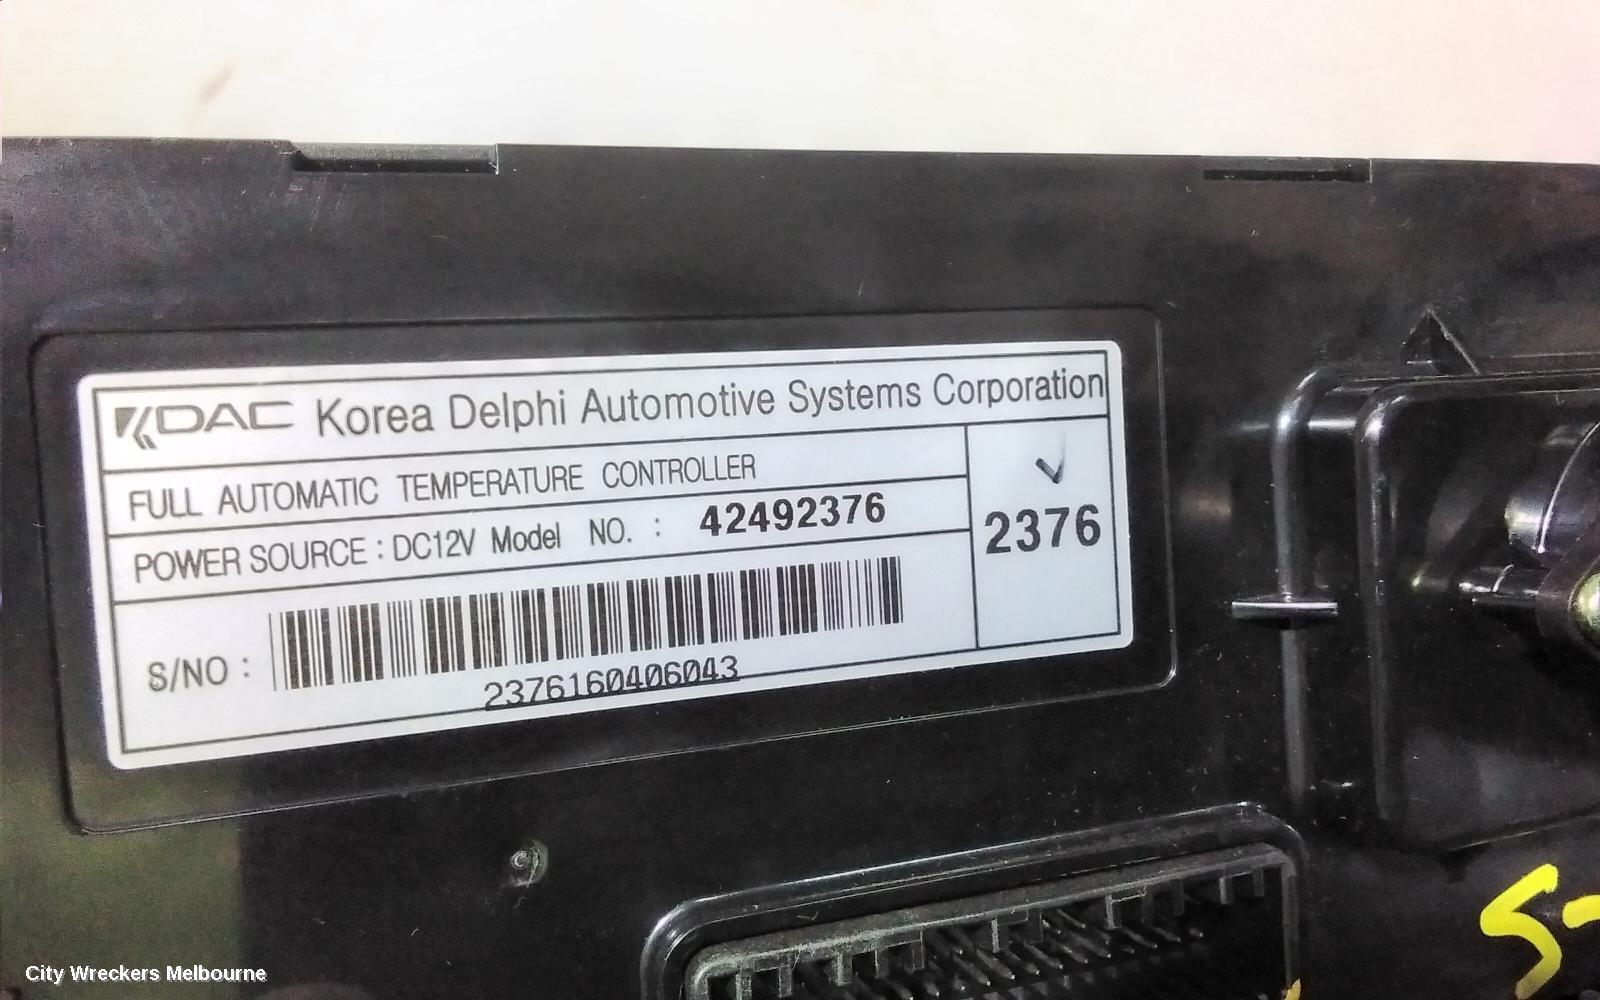 KDAC Korea Delphi Automotive Systems Corporation
FULL AUTOMATIC TEMPERATURE CONTROLLER
POWER SOURCE : DC12V Model NO. : 42492376
2376
S/NO :
2376160406043
City Wreckers Melbourne